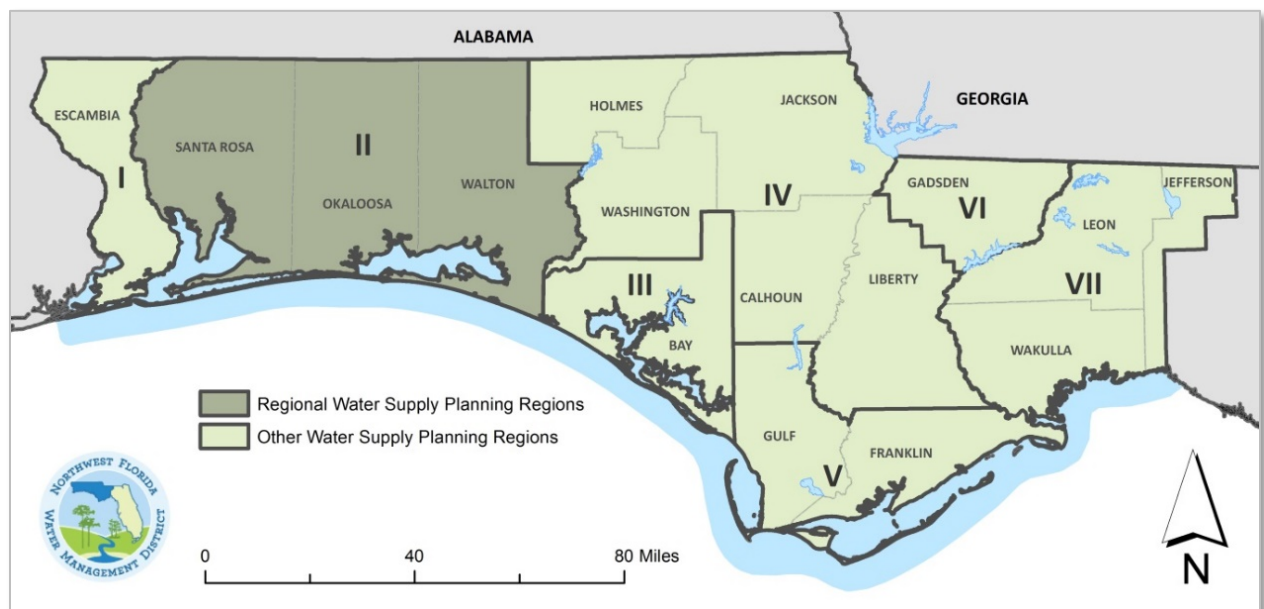 ALABAMA
GEORGIA
ESCAMBIA
I
SANTA ROSA
II
OKALOOSA
WALTON
HOLMES
JACKSON
WASHINGTON
IV
GADSDEN
VI
JEFFERSON
LEON
VII
LIBERTY
CALHOUN
III
BAY
WAKULLA
GULF
V
FRANKLIN
Regional Water Supply Planning Regions
Other Water Supply Planning Regions
NORTHWEST FLORIDA
WATER MANAGEMENT DISTRICT
0 40 80 Miles
N